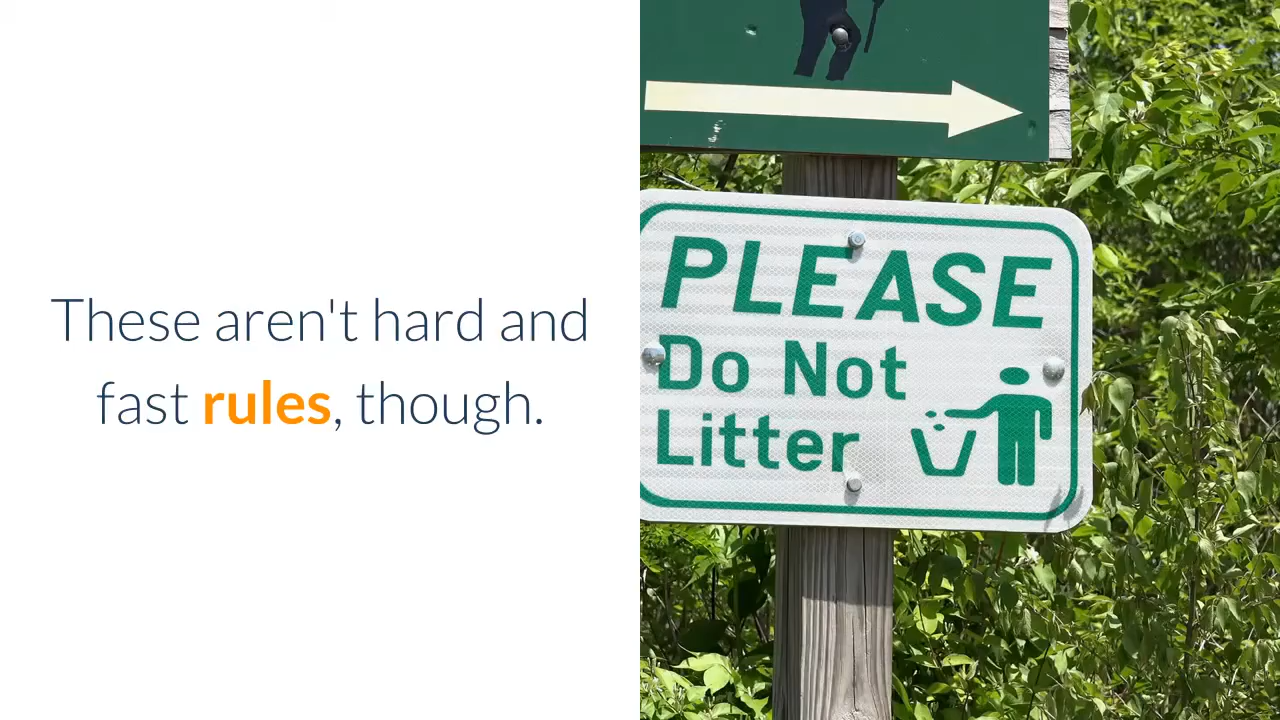 These aren't hard and
fast rules, though.
PLEASE
Do Not
Litter